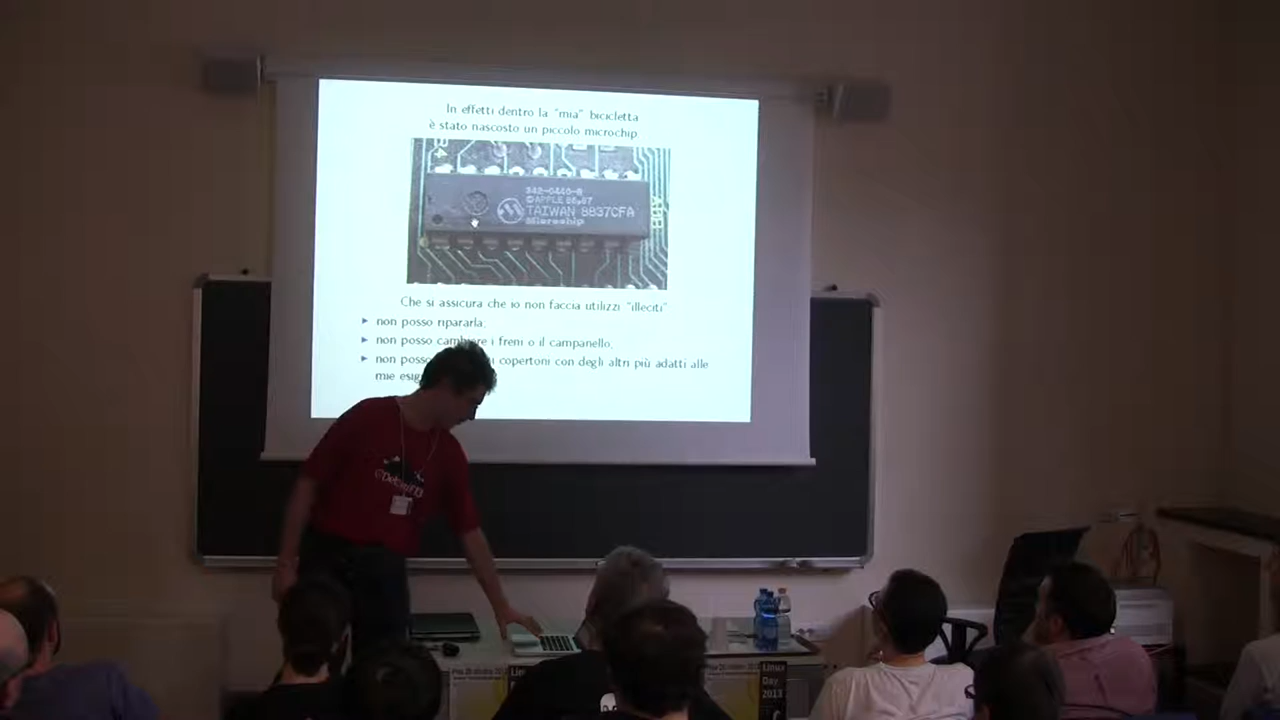 In effetti dentro la "mia" bicicletta
è stato nascosto un piccolo microchip
342-0440-B
©APPLE 86,87
TAIWAN 8837CFA
Microchip
Che si assicura che io non faccia utilizzi "illeciti"
▶ non posso ripararla,
▶ non posso cambiare i freni o il campanello,
▶ non posso i copertoni con degli altri più adatti alle
mie
Linux
Day
2013